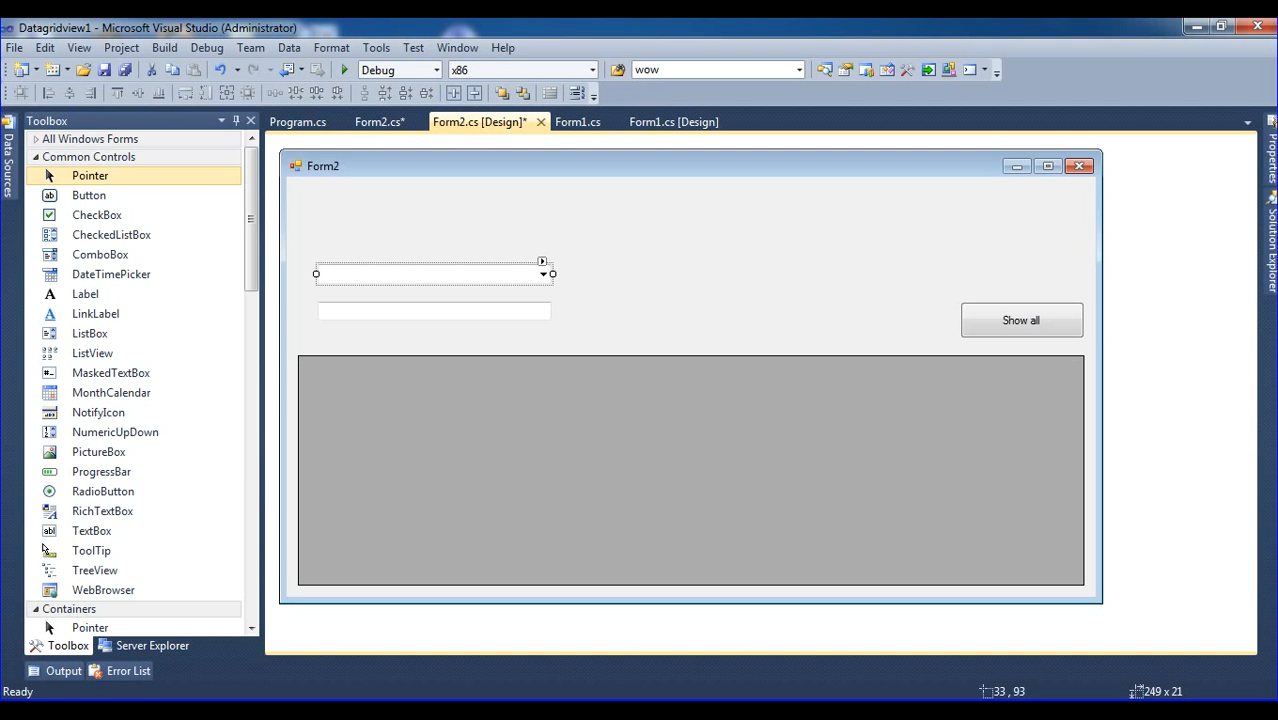 Datagridview1 - Microsoft Visual Studio (Administrator)
File Edit View Project Build Debug Team Data Format Tools Test Window Help
Debug x86 wow
Toolbox
Program.cs Form2.cs* Form2.cs [Design]* Form1.cs Form1.cs [Design]
Data Sources
All Windows Forms
Common Controls
Pointer
Button
CheckBox
CheckedListBox
ComboBox
DateTimePicker
Label
LinkLabel
ListBox
ListView
MaskedTextBox
MonthCalendar
NotifyIcon
NumericUpDown
PictureBox
ProgressBar
RadioButton
RichTextBox
TextBox
ToolTip
TreeView
WebBrowser
Containers
Pointer
Toolbox Server Explorer
Form2
Show all
Properties
Solution Explorer
Output Error List
Ready 33 , 93 249 x 21